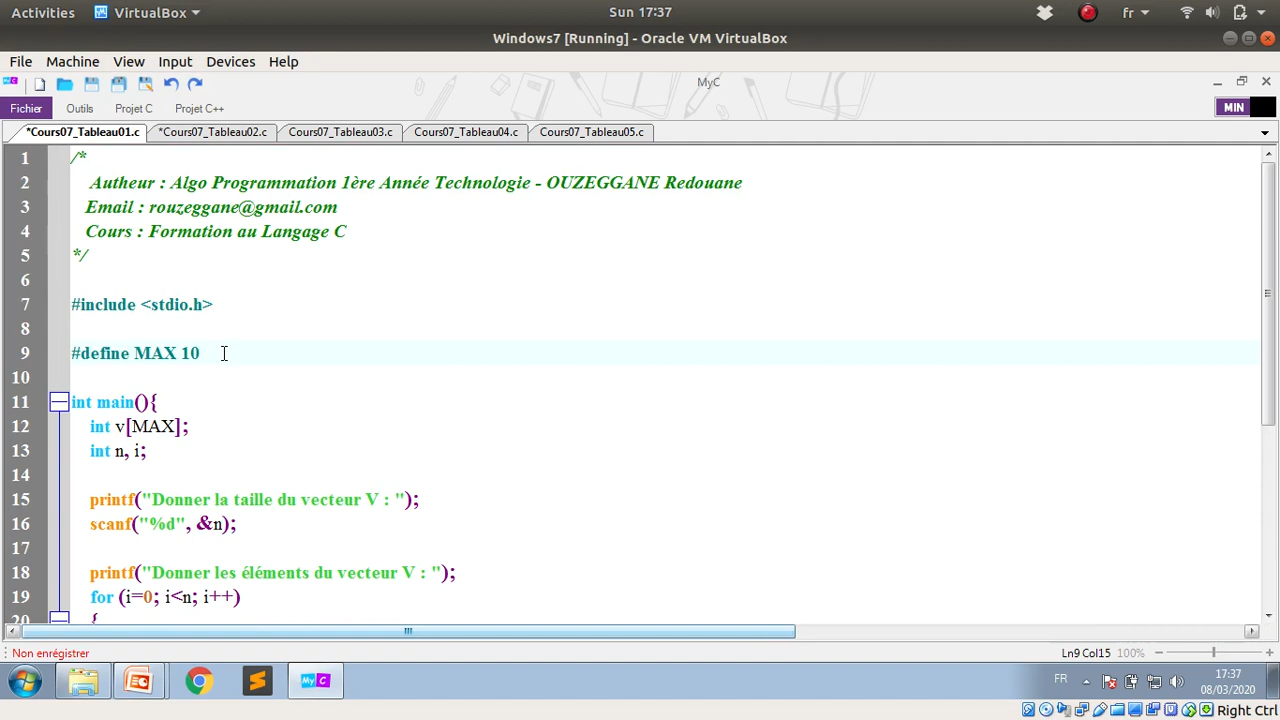 Activities VirtualBox Sun 17:37 fr
Windows7 [Running] - Oracle VM VirtualBox
File Machine View Input Devices Help
MyC
Fichier Outils Projet C Projet C++ MIN
*Cours07_Tableau01.c *Cours07_Tableau02.c Cours07_Tableau03.c Cours07_Tableau04.c Cours07_Tableau05.c
1 /*
2 Autheur : Algo Programmation 1ère Année Technologie - OUZEGGANE Redouane
3 Email : rouzeggane@gmail.com
4 Cours : Formation au Langage C
5 */
6
7 #include <stdio.h>
8
9 #define MAX 10
10
11 int main(){
12 int v[MAX];
13 int n, i;
14
15 printf("Donner la taille du vecteur V : ");
16 scanf("%d", &n);
17
18 printf("Donner les éléments du vecteur V : ");
19 for (i=0; i<n; i++)
20 {
Non enrégistrer Ln9 Col15 100%
MyC FR 17:37
08/03/2020
Right Ctrl